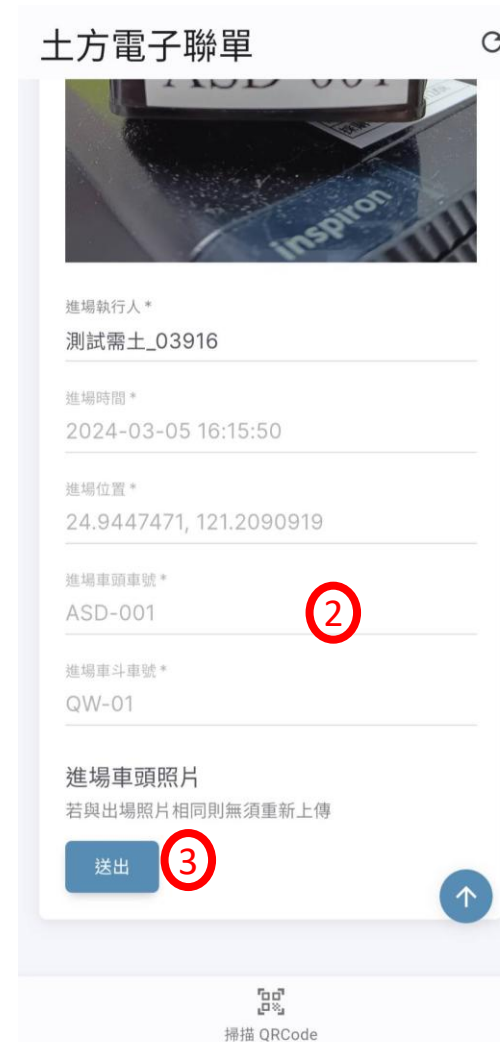 土方電子聯單
ASD-001
inspiron
進場執行人 *
測試需土_03916
進場時間 *
2024-03-05 16:15:50
進場位置 *
24.9447471, 121.2090919
進場車頭車號 *
ASD-001
2
進場車斗車號 *
QW-01
進場車頭照片
若與出場照片相同則無須重新上傳
送出
3
掃描 QRCode